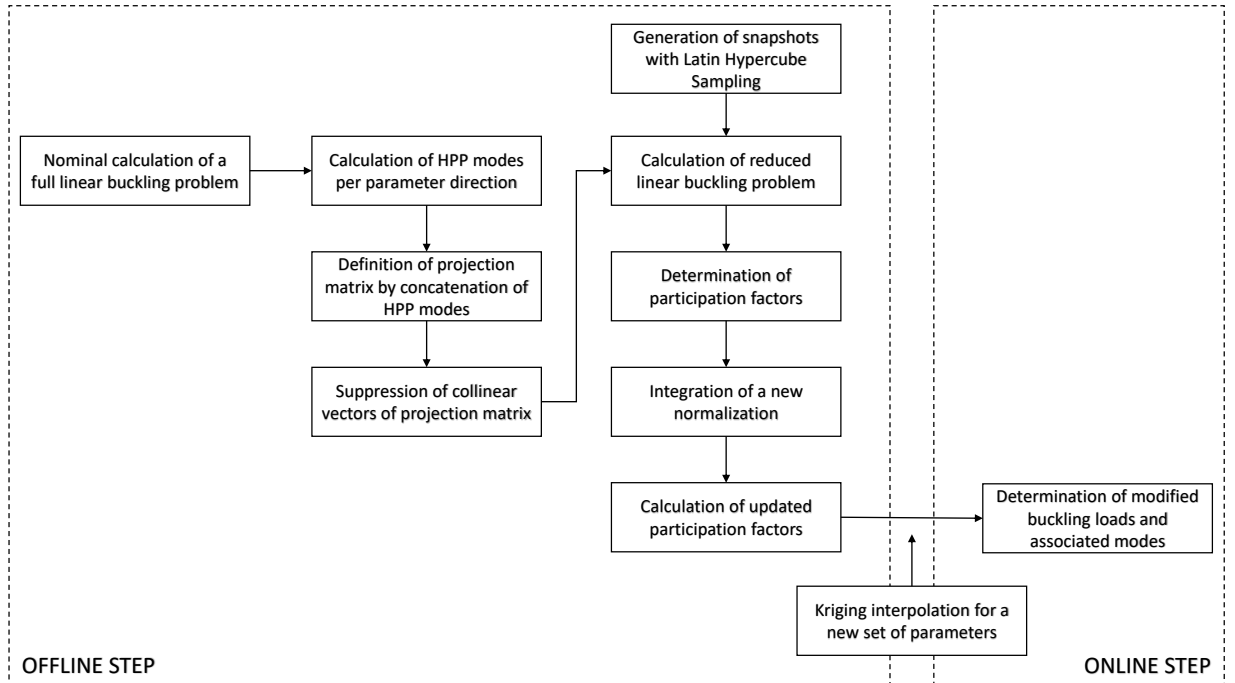 Generation of snapshots
with Latin Hypercube
Sampling
Nominal calculation of a
full linear buckling problem
Calculation of HPP modes
per parameter direction
Calculation of reduced
linear buckling problem
Definition of projection
matrix by concatenation of
HPP modes
Determination of
participation factors
Suppression of collinear
vectors of projection matrix
Integration of a new
normalization
Calculation of updated
participation factors
Determination of modified
buckling loads and
associated modes
Kriging interpolation for a
new set of parameters
OFFLINE STEP
ONLINE STEP